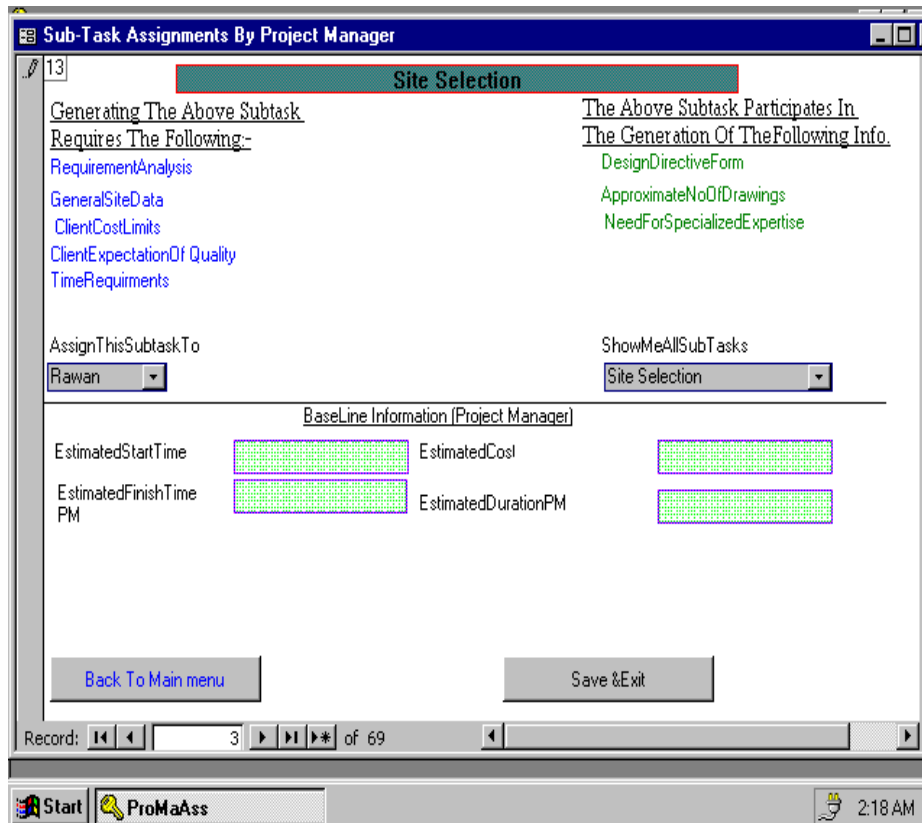 Sub-Task Assignments By Project Manager
13
Site Selection
Generating The Above Subtask
Requires The Following:-
RequirementAnalysis
GeneralSiteData
ClientCostLimits
ClientExpectationOf Quality
TimeRequirments
The Above Subtask Participates In
The Generation Of TheFollowing Info.
DesignDirectiveForm
ApproximateNoOfDrawings
NeedForSpecializedExpertise
AssignThisSubtaskTo
Rawan
ShowMeAllSubTasks
Site Selection
BaseLine Information (Project Manager)
EstimatedStartTime
EstimatedCost
EstimatedFinishTime
PM
EstimatedDurationPM
Back To Main menu
Save &Exit
Record: 3 of 69
Start
ProMaAss
2:18 AM